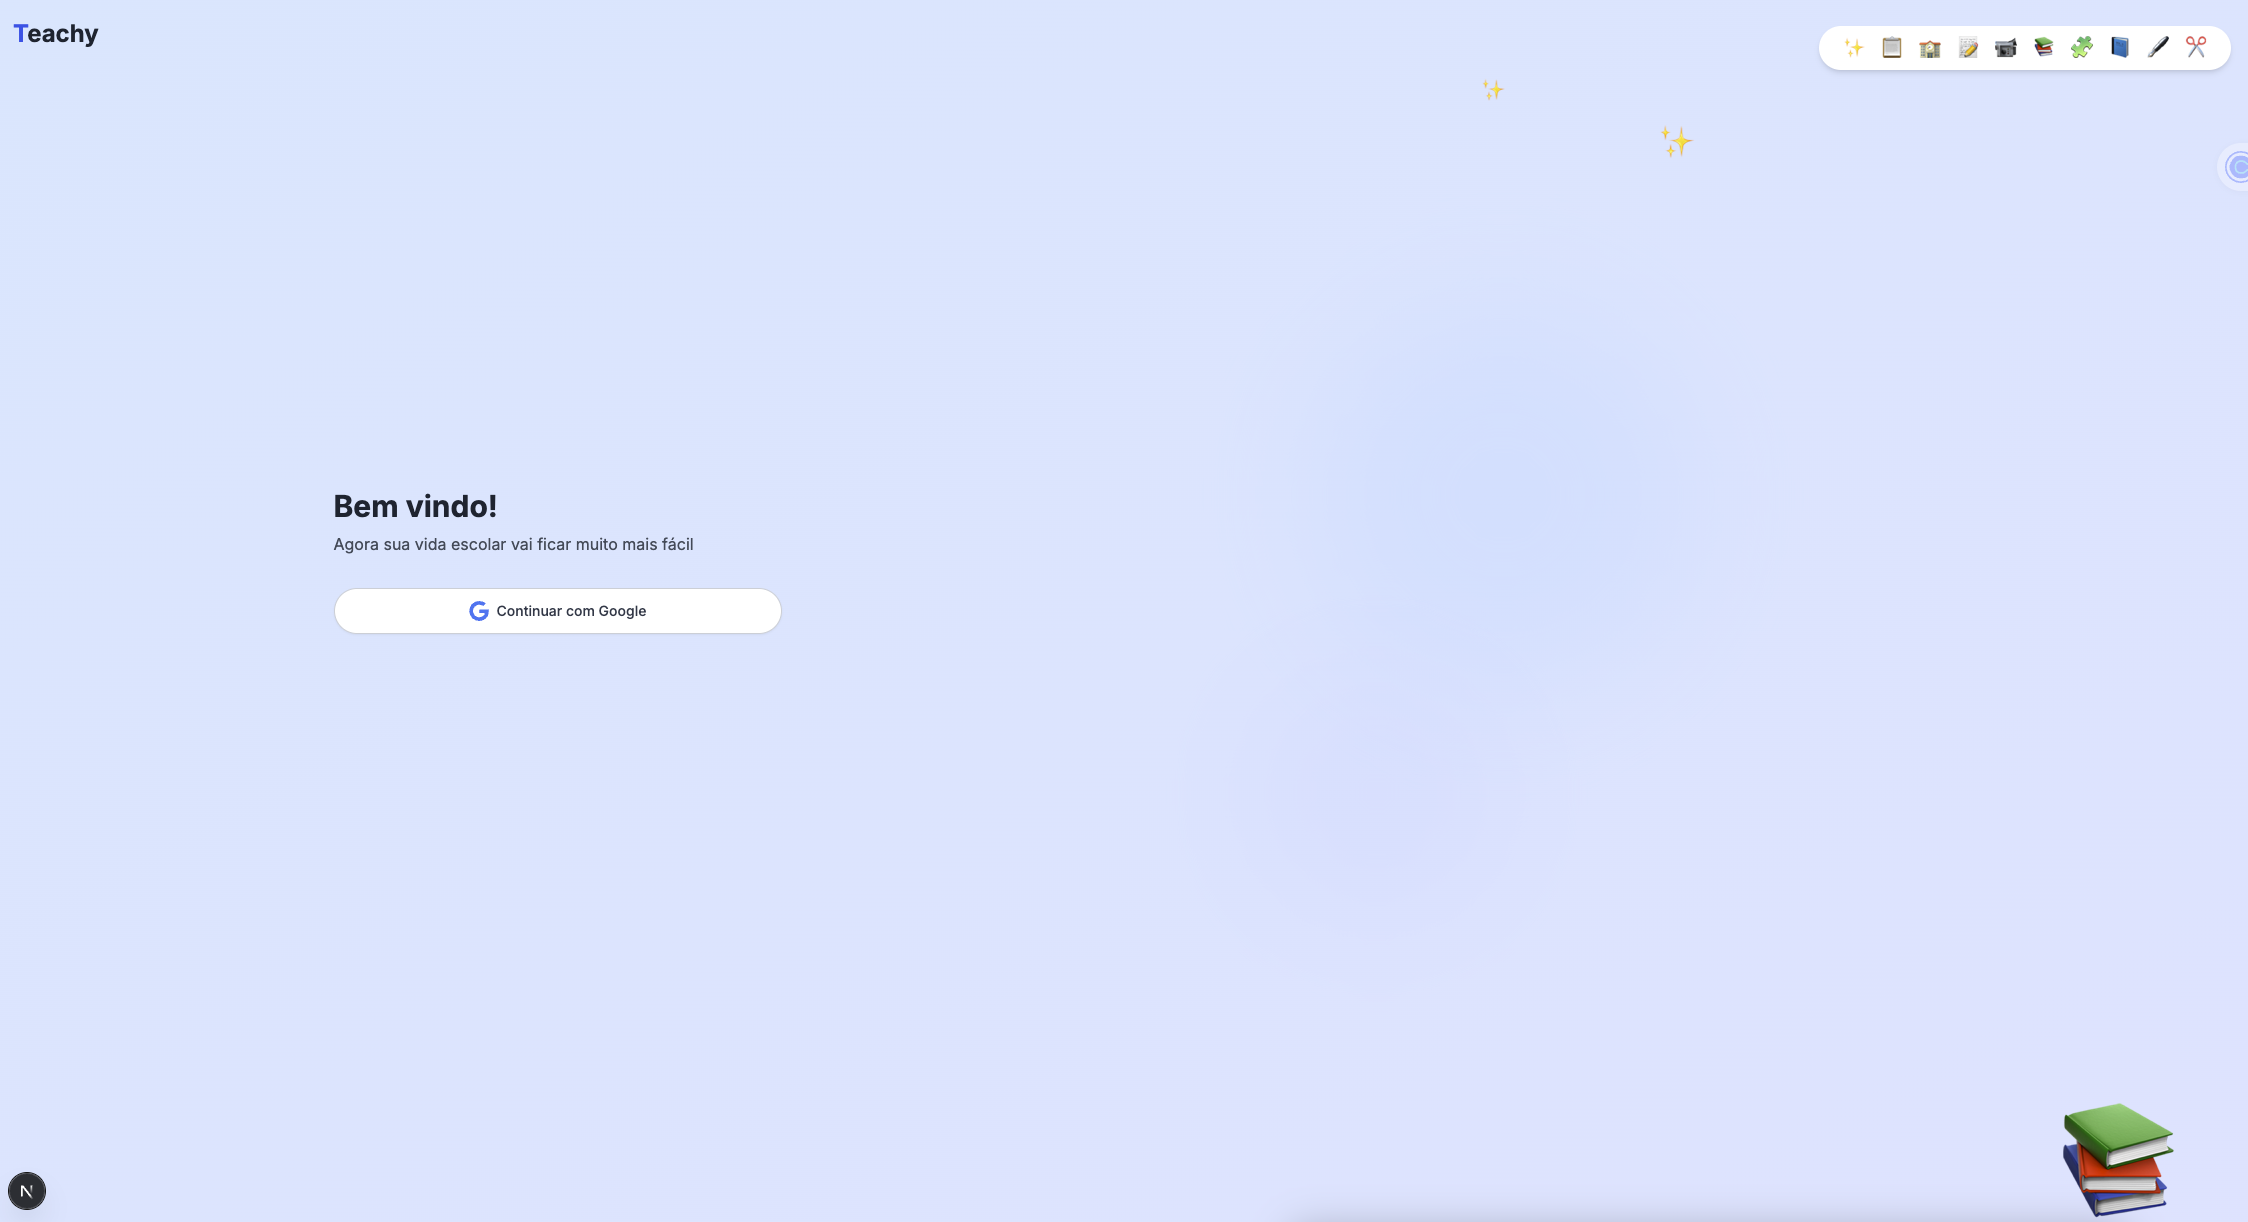 Teachy
Bem vindo!
Agora sua vida escolar vai ficar muito mais fácil
Continuar com Google
N